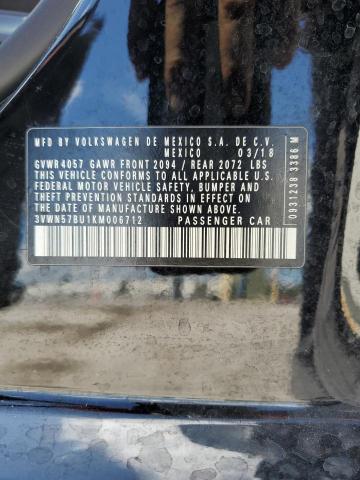 MFD. BY VOLKSWAGEN DE MEXICO S.A. DE C.V.
MEXICO 03/18
GVWR 4057 GAWR FRONT 2094 / REAR 2072 LBS
THIS VEHICLE CONFORMS TO ALL APPLICABLE U.S.
FEDERAL MOTOR VEHICLE SAFETY, BUMPER AND
THEFT PREVENTION STANDARDS IN EFFECT ON
THE DATE OF MANUFACTURE SHOWN ABOVE.
3VWN57BU1KM006712 PASSENGER CAR
0931238 3386 M